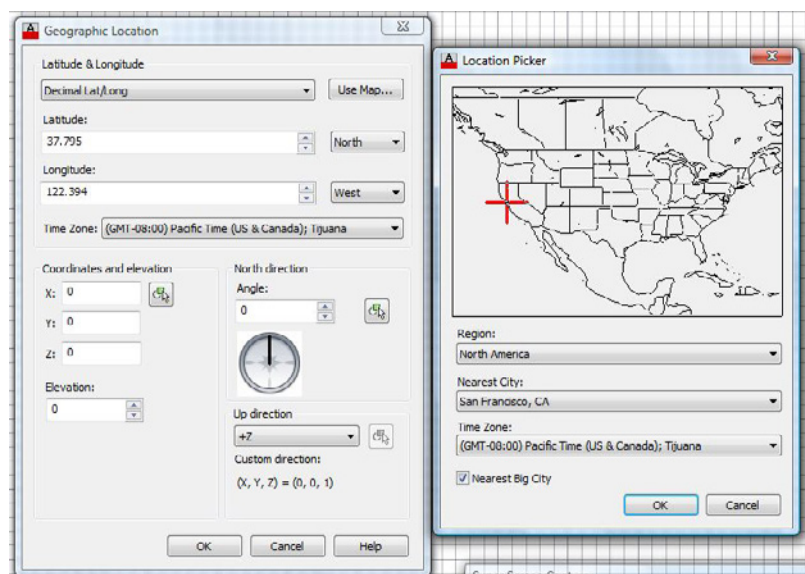 Geographic Location
Latitude & Longitude
Decimal Lat/Long
Use Map...
Latitude:
37.795
North
Longitude:
122.394
West
Time Zone: (GMT-08:00) Pacific Time (US & Canada); Tijuana
Coordinates and elevation
X: 0
Y: 0
Z: 0
Elevation:
0
North direction
Angle:
0
Up direction
+Z
Custom direction:
(X, Y, Z) = (0, 0, 1)
OK
Cancel
Help
Location Picker
Region:
North America
Nearest City:
San Francisco, CA
Time Zone:
(GMT-08:00) Pacific Time (US & Canada); Tijuana
Nearest Big City
OK
Cancel